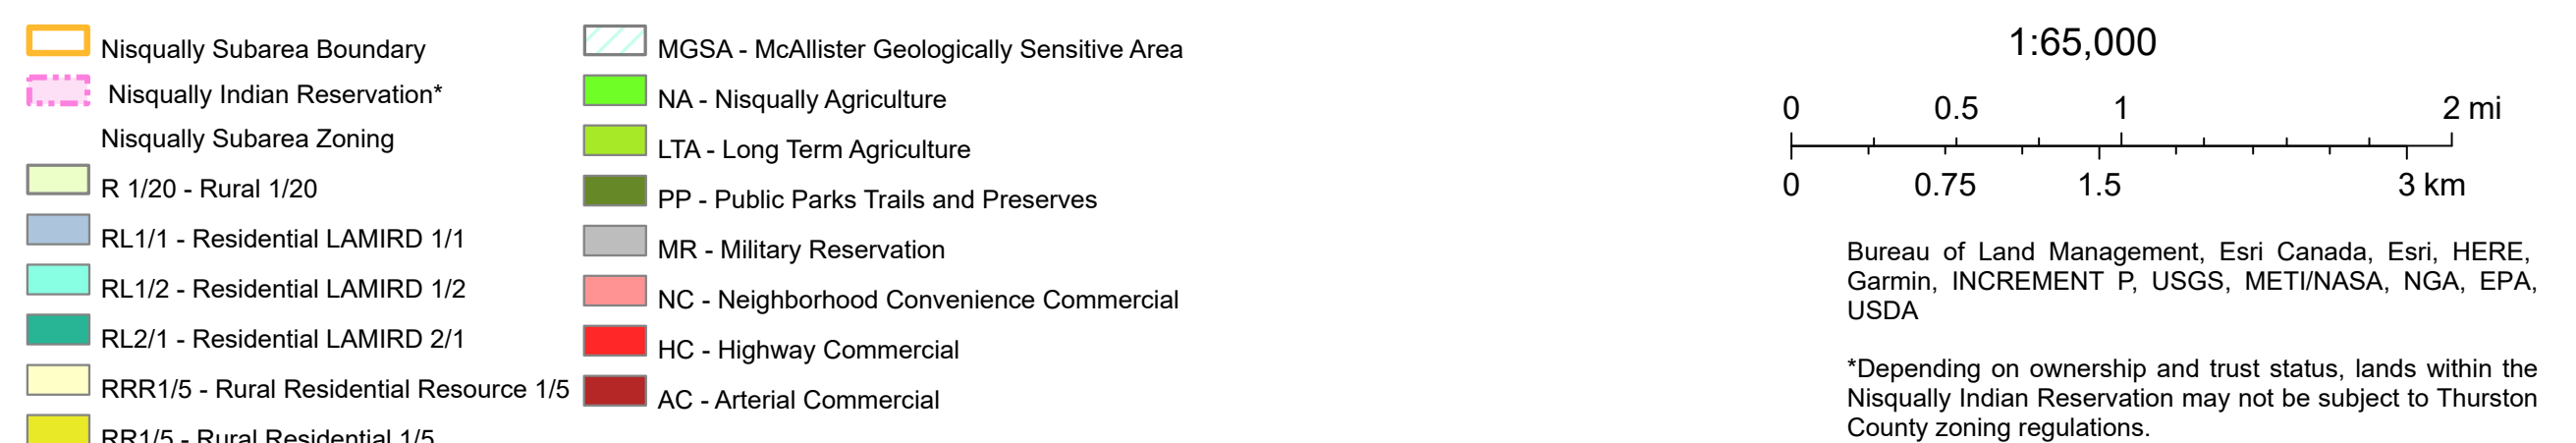 Nisqually Subarea Boundary
Nisqually Indian Reservation*
Nisqually Subarea Zoning
R 1/20 - Rural 1/20
RL1/1 - Residential LAMIRD 1/1
RL1/2 - Residential LAMIRD 1/2
RL2/1 - Residential LAMIRD 2/1
RRR1/5 - Rural Residential Resource 1/5
RR1/5 - Rural Residential 1/5
MGSA - McAllister Geologically Sensitive Area
NA - Nisqually Agriculture
LTA - Long Term Agriculture
PP - Public Parks Trails and Preserves
MR - Military Reservation
NC - Neighborhood Convenience Commercial
HC - Highway Commercial
AC - Arterial Commercial
1:65,000
0 0.5 1 2 mi
0 0.75 1.5 3 km
Bureau of Land Management, Esri Canada, Esri, HERE,
Garmin, INCREMENT P, USGS, METI/NASA, NGA, EPA,
USDA
*Depending on ownership and trust status, lands within the
Nisqually Indian Reservation may not be subject to Thurston
County zoning regulations.